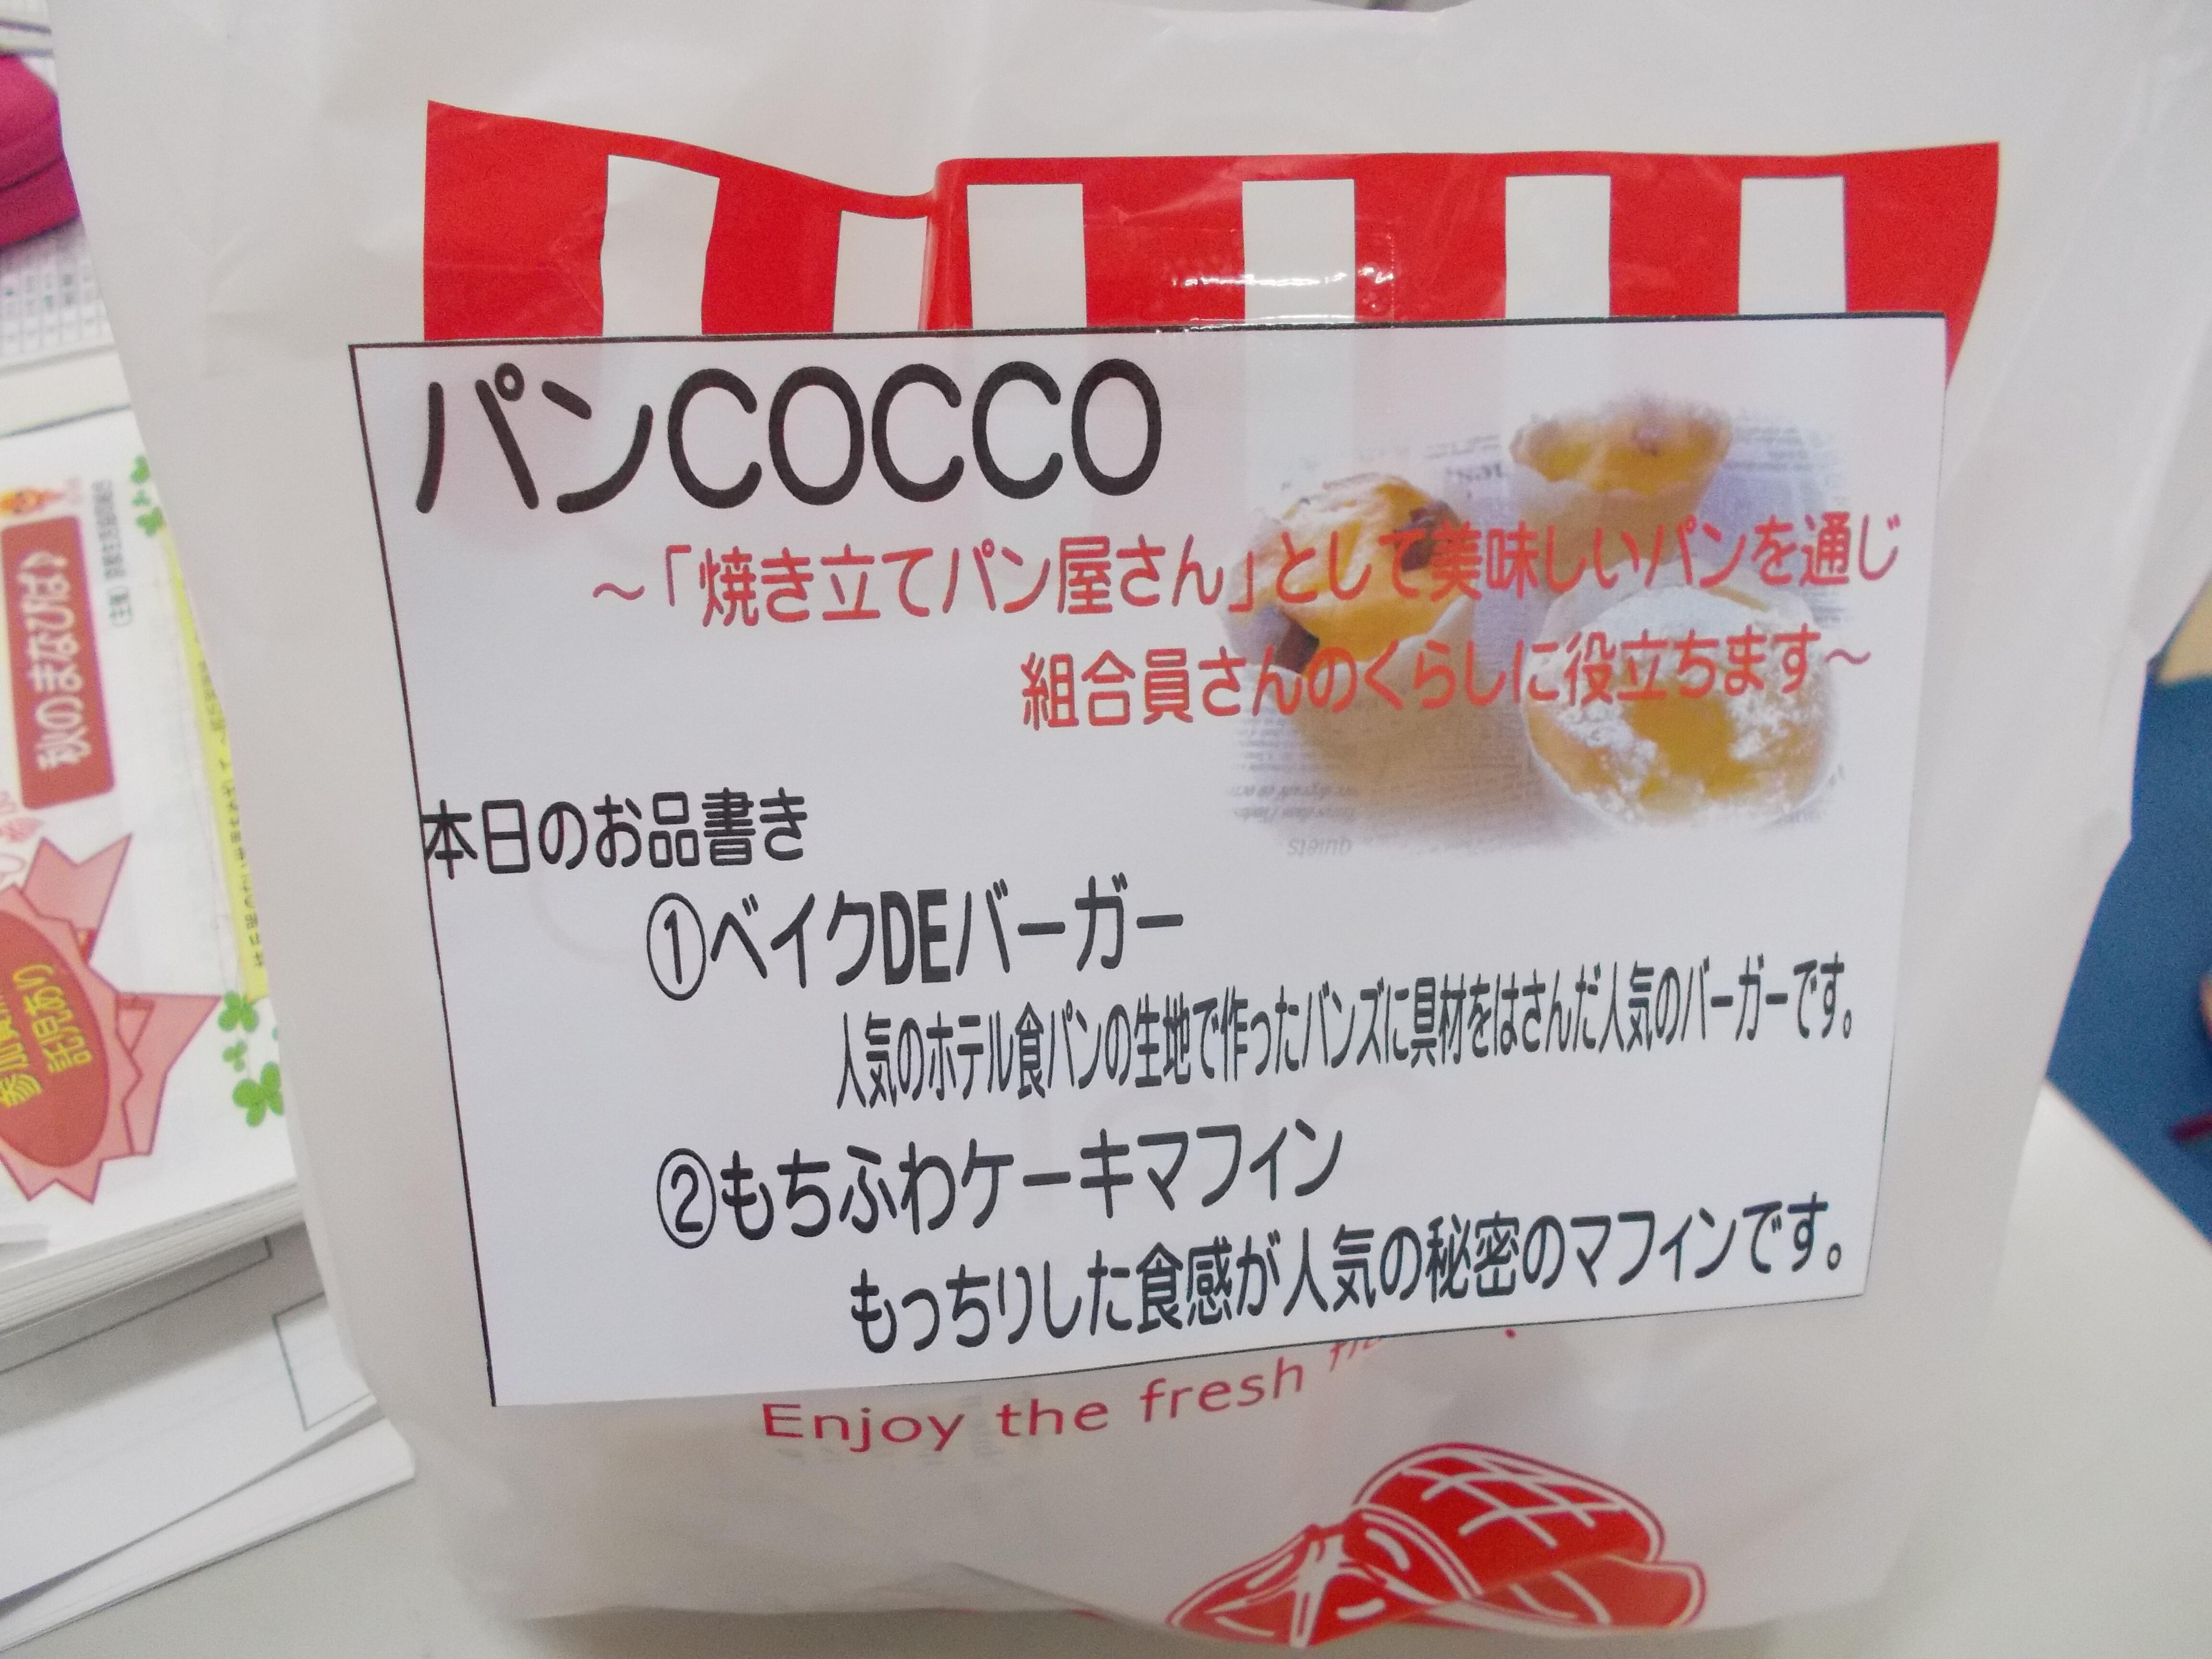 パンCOCCO
～「焼き立てパン屋さん」として美味しいパンを通じ
組合員さんのくらしに役立ちます～
本日のお品書き
①ベイクDEバーガー
人気のホテル食パンの生地で作ったバンズに具材をはさんだ人気のバーガーです。
②もちふわケーキマフィン
もっちりした食感が人気の秘密のマフィンです。
Enjoy the fresh
秋のまなびば
託児あり
quiets